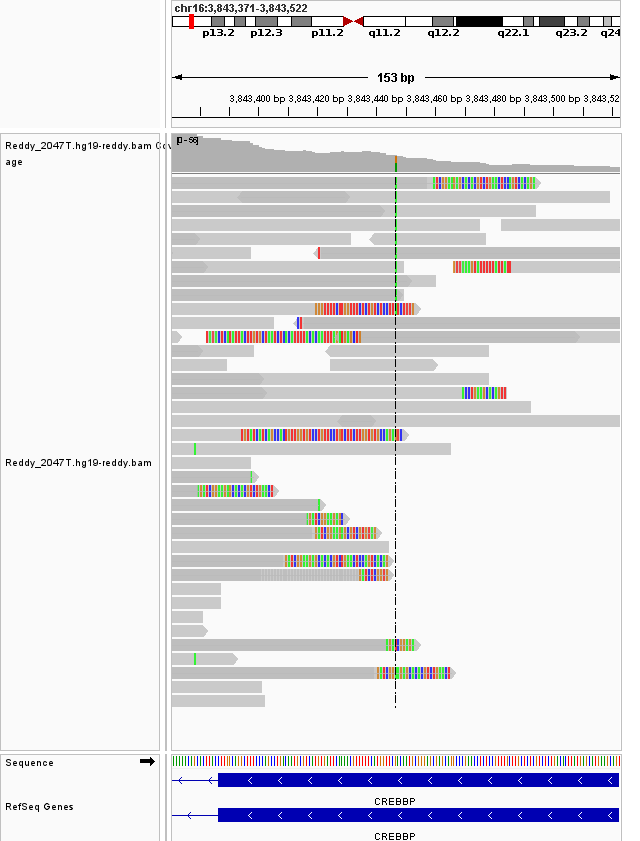 chr16:3,843,371-3,843,522
p13.2 p12.3 p11.2 q11.2 q12.2 q22.1 q23.2 q24
153 bp
3,843,400 bp 3,843,420 bp 3,843,440 bp 3,843,460 bp 3,843,480 bp 3,843,500 bp 3,843,52
Reddy_2047T.hg19-reddy.bam Cov
age
Reddy_2047T.hg19-reddy.bam
Sequence
CREBBP
RefSeq Genes
CREBBP